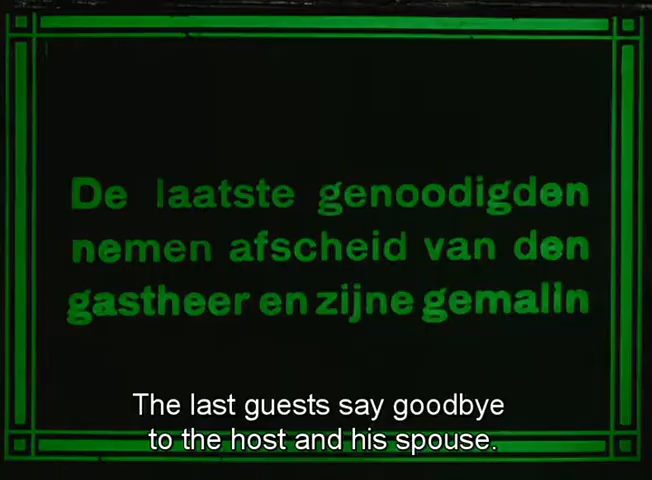 De laatste genoodigden
nemen afscheid van den
gastheer en zijne gemalin
The last guests say goodbye
to the host and his spouse.